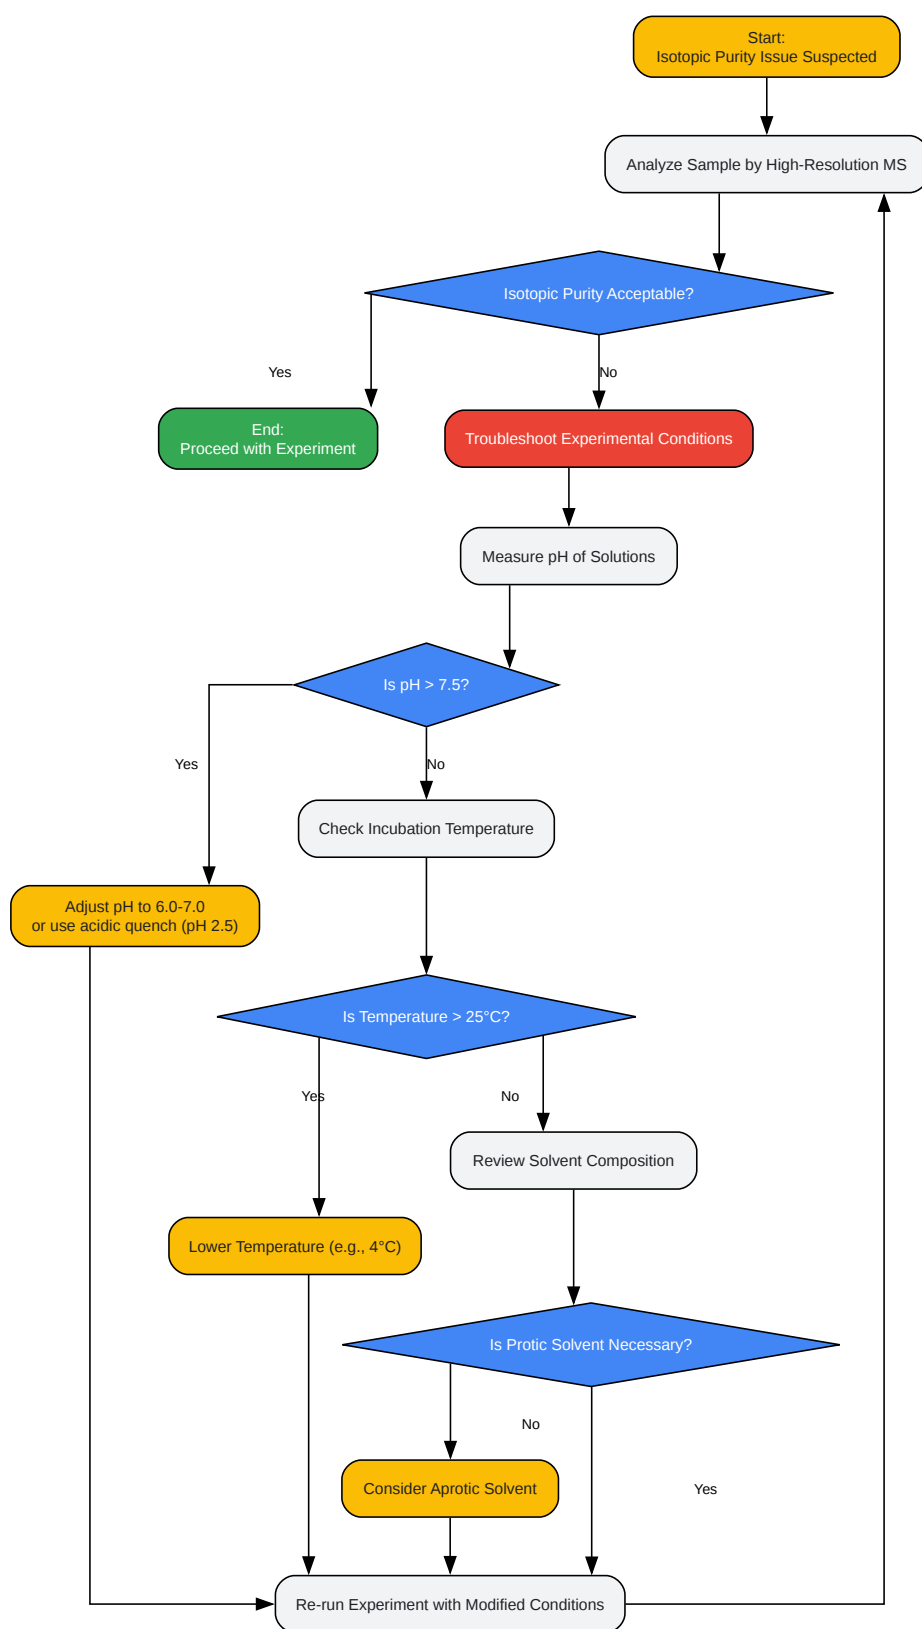 Start:
Isotopic Purity Issue Suspected
Analyze Sample by High-Resolution MS
Isotopic Purity Acceptable?
Yes
No
End:
Proceed with Experiment
Troubleshoot Experimental Conditions
Measure pH of Solutions
Is pH > 7.5?
Yes
No
Check Incubation Temperature
Adjust pH to 6.0-7.0
or use acidic quench (pH 2.5)
Is Temperature > 25°C?
Yes
No
Review Solvent Composition
Lower Temperature (e.g., 4°C)
Is Protic Solvent Necessary?
No
Consider Aprotic Solvent
Yes
Re-run Experiment with Modified Conditions